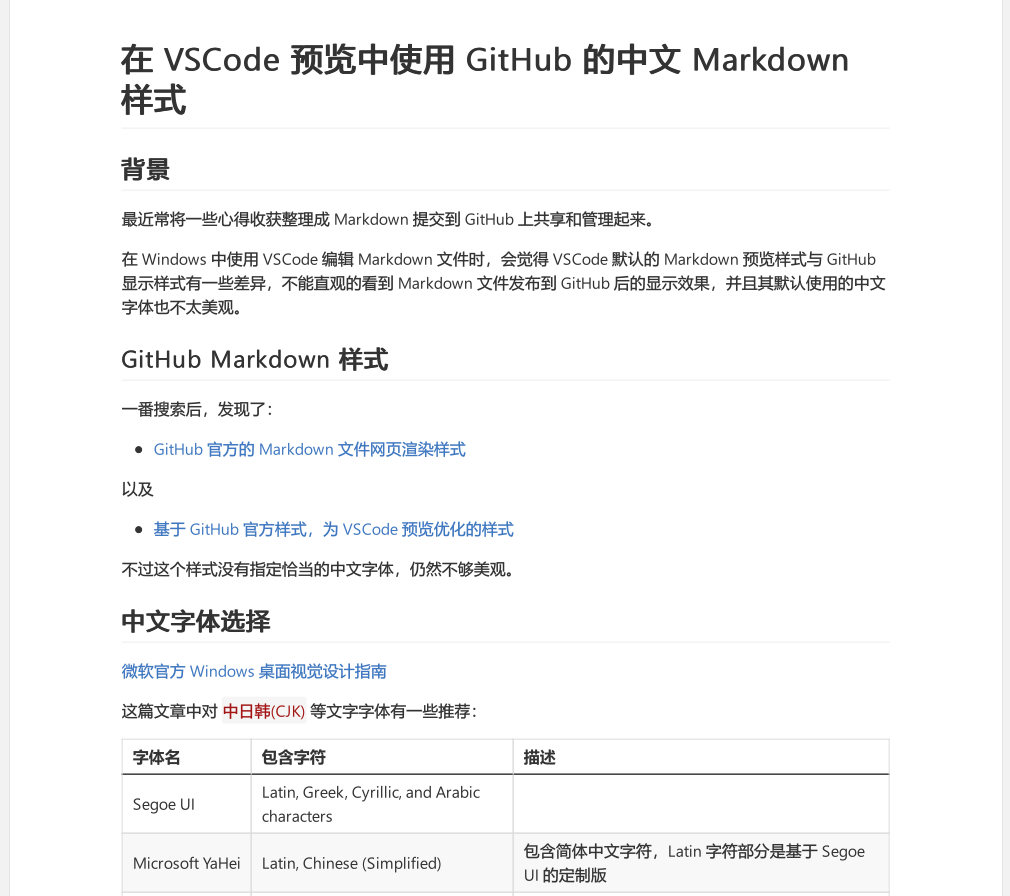 在 VSCode 预览中使用 GitHub 的中文 Markdown
样式
背景
最近常将一些心得收获整理成 Markdown 提交到 GitHub 上共享和管理起来。
在 Windows 中使用 VSCode 编辑 Markdown 文件时，会觉得 VSCode 默认的 Markdown 预览样式与 GitHub
显示样式有一些差异，不能直观的看到 Markdown 文件发布到 GitHub 后的显示效果，并且其默认使用的中文
字体也不太美观。
GitHub Markdown 样式
一番搜索后，发现了：
GitHub 官方的 Markdown 文件网页渲染样式
以及
基于 GitHub 官方样式，为 VSCode 预览优化的样式
不过这个样式没有指定恰当的中文字体，仍然不够美观。
中文字体选择
微软官方 Windows 桌面视觉设计指南
这篇文章中对 中日韩(CJK) 等文字字体有一些推荐：
字体名 包含字符 描述
Segoe UI
Latin, Greek, Cyrillic, and Arabic
characters
Microsoft YaHei
Latin, Chinese (Simplified)
包含简体中文字符，Latin 字符部分是基于 Segoe
UI 的定制版